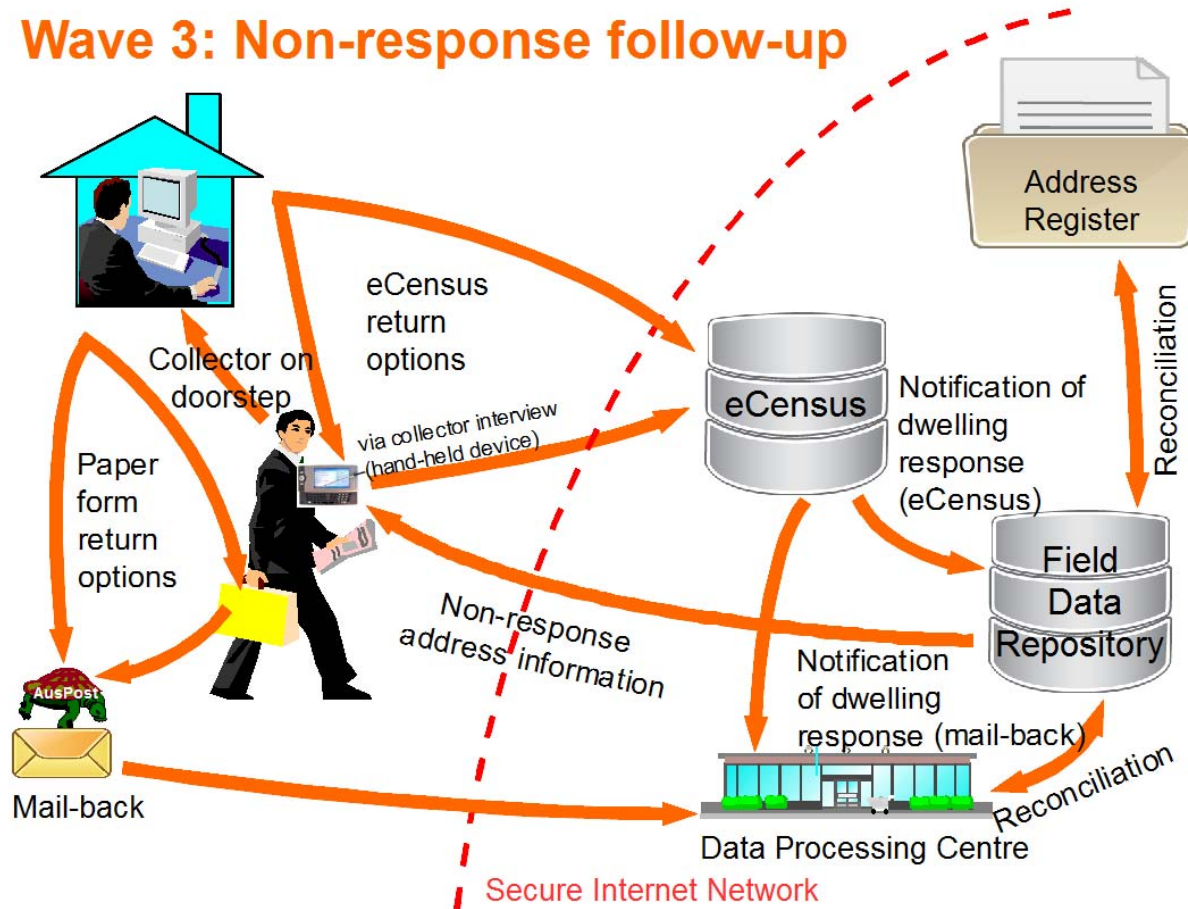 Wave 3: Non-response follow-up
Address
Register
eCensus
return
options
Collector on
doorstep
via collector interview
(hand-held device)
eCensus
Notification of
dwelling
response
(eCensus)
Reconciliation
Paper
form
return
options
Field
Data
Repository
Non-response
address information
Notification
of dwelling
response (mail-back)
AusPost
Mail-back
Reconciliation
Data Processing Centre
Secure Internet Network